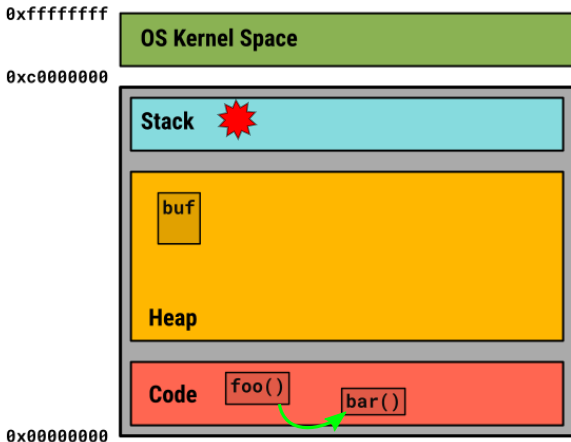 0xffffffff
OS Kernel Space
0xc0000000
Stack
buf
Heap
foo()
Code
bar()
0x00000000